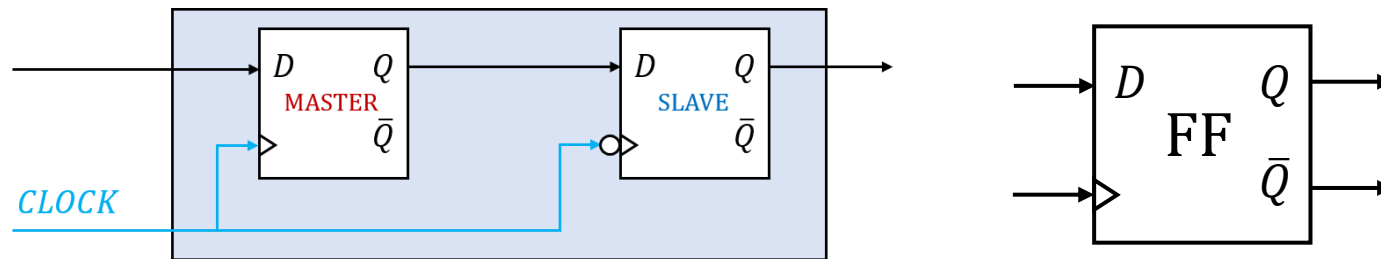 D Q
MASTER
Q̄
D Q
SLAVE
Q̄
CLOCK
D Q
FF
Q̄